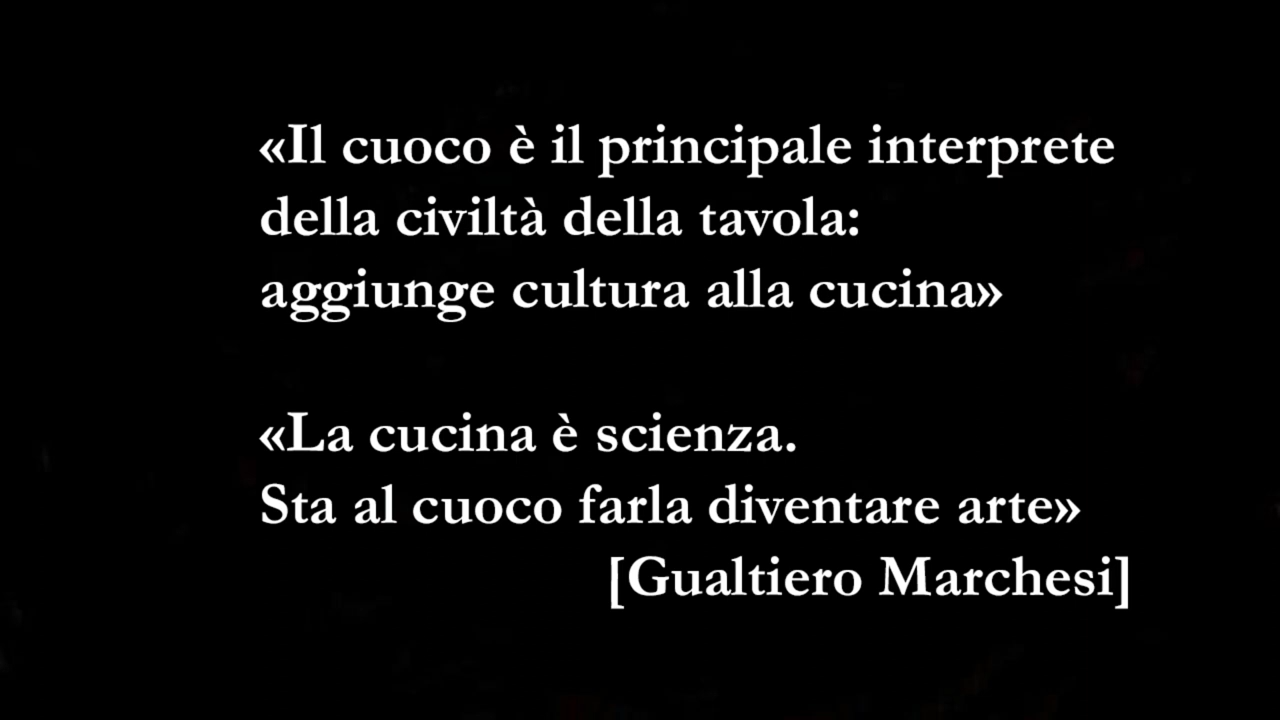 «Il cuoco è il principale interprete
della civiltà della tavola:
aggiunge cultura alla cucina»
«La cucina è scienza.
Sta al cuoco farla diventare arte»
[Gualtiero Marchesi]